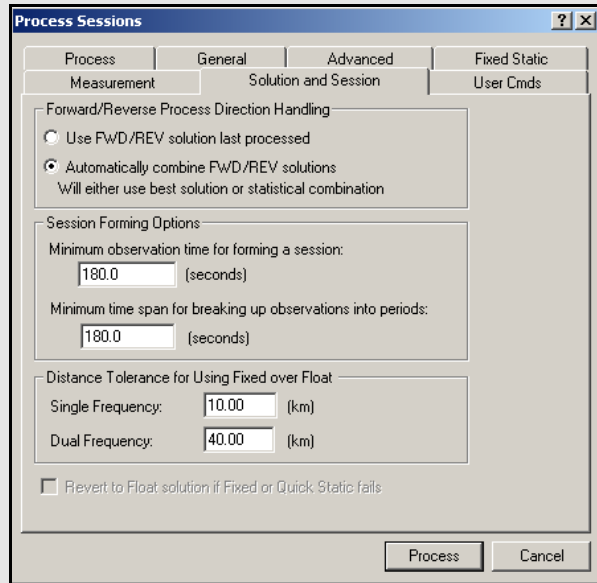 Process Sessions
Process General Advanced Fixed Static
Measurement Solution and Session User Cmds
Forward/Reverse Process Direction Handling
Use FWD/REV solution last processed
Automatically combine FWD/REV solutions
Will either use best solution or statistical combination
Session Forming Options
Minimum observation time for forming a session:
180.0 (seconds)
Minimum time span for breaking up observations into periods:
180.0 (seconds)
Distance Tolerance for Using Fixed over Float
Single Frequency: 10.00 (km)
Dual Frequency: 40.00 (km)
Revert to Float solution if Fixed or Quick Static fails
Process Cancel